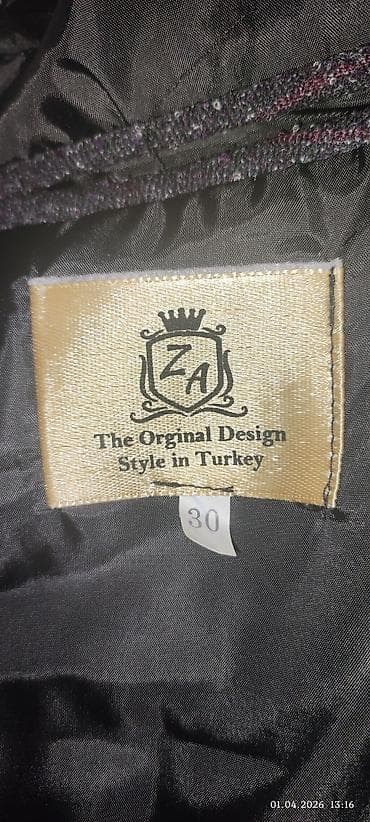 ZA
The Orginal Design
Style in Turkey
30
01.04.2026 13:16